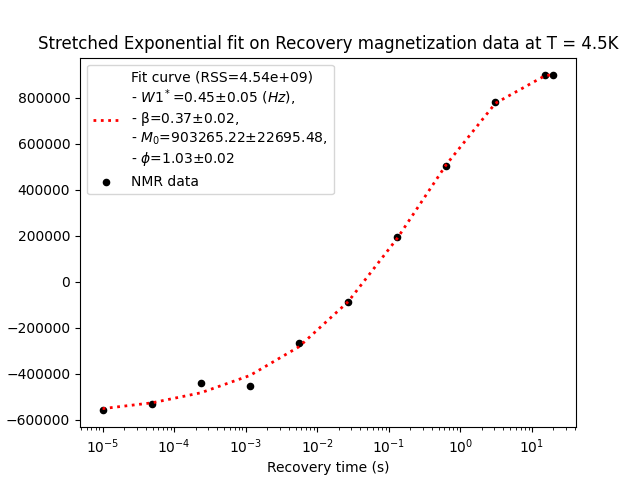 Stretched Exponential fit on Recovery magnetization data at T = 4.5K
Fit curve (RSS=4.54e+09)
- W1*=0.45±0.05 (Hz),
- β=0.37±0.02,
- M₀=903265.22±22695.48,
- ϕ=1.03±0.02
NMR data
800000
600000
400000
200000
0
−200000
−400000
−600000
10⁻⁵ 10⁻⁴ 10⁻³ 10⁻² 10⁻¹ 10⁰ 10¹
Recovery time (s)